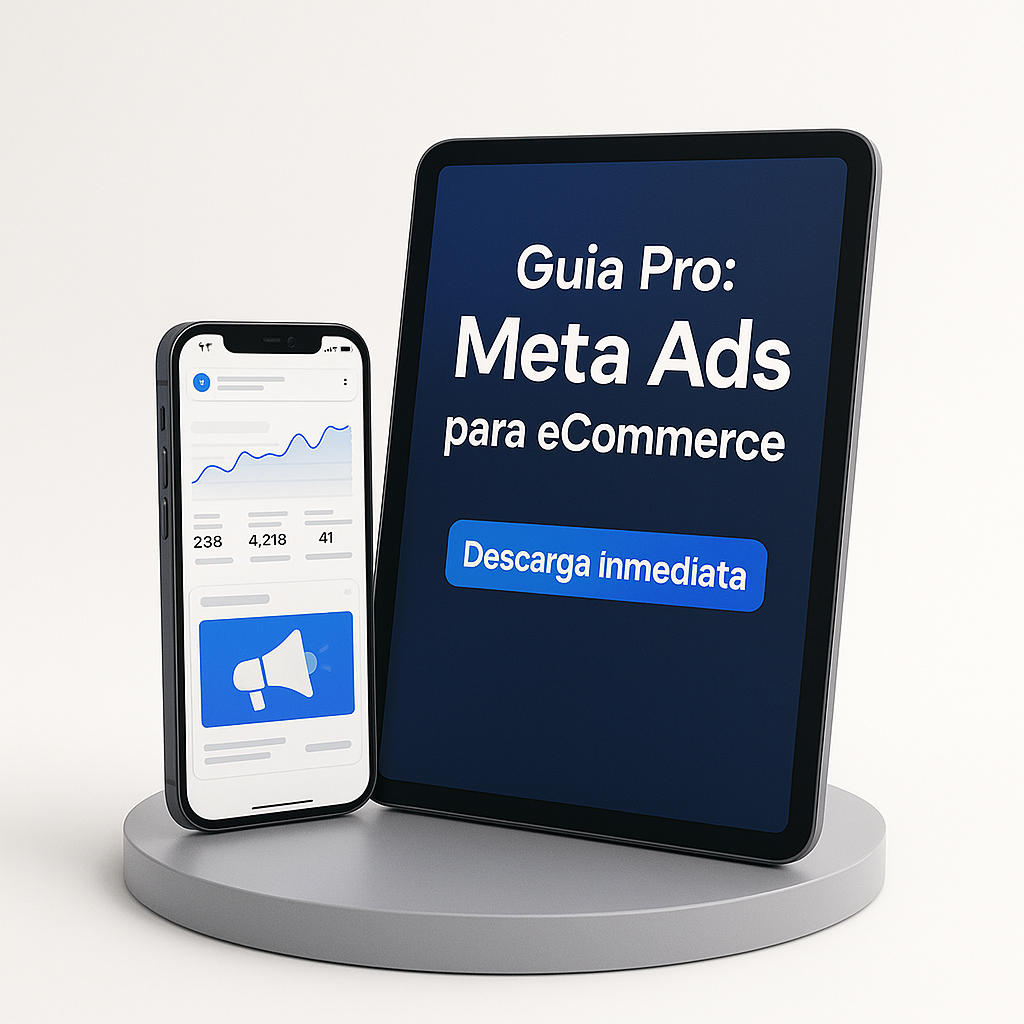 238 4,218 41
Guia Pro:
Meta Ads
para eCommerce
Descarga inmediata